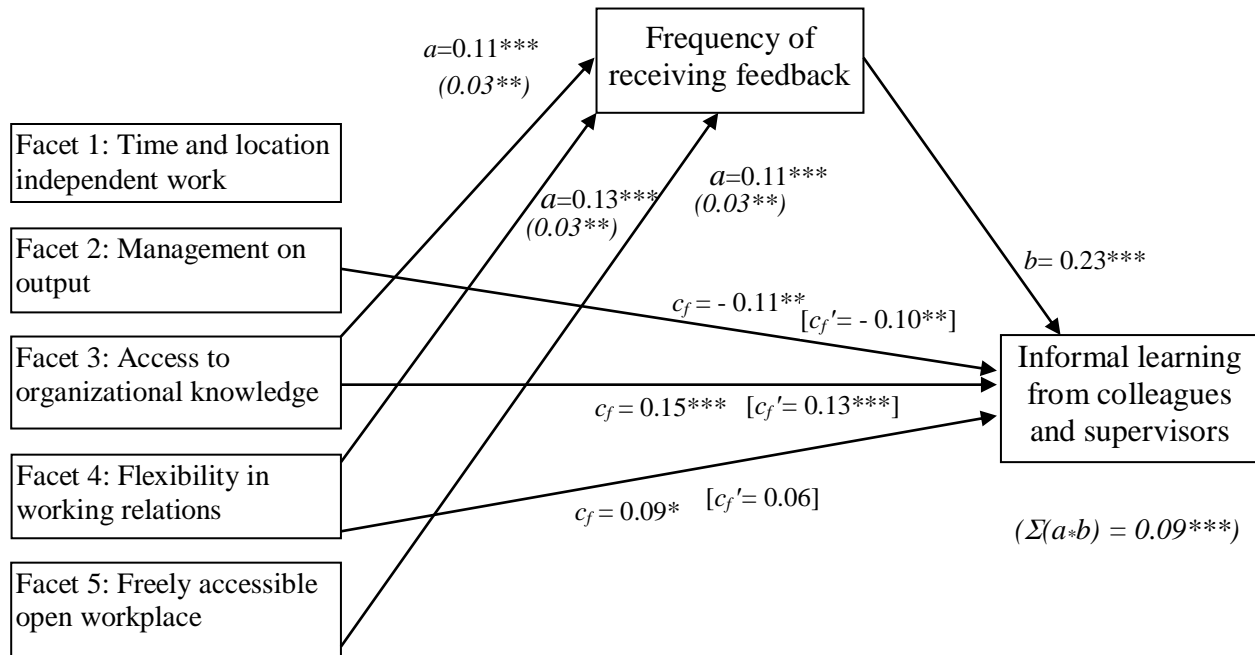 Frequency of
receiving feedback
a=0.11***
(0.03**)
Facet 1: Time and location
independent work
a=0.13***
(0.03**)
a=0.11***
(0.03**)
Facet 2: Management on
output
b= 0.23***
c_f = - 0.11**
[c_f'= - 0.10**]
Facet 3: Access to
organizational knowledge
Informal learning
from colleagues
and supervisors
c_f = 0.15*** [c_f'= 0.13***]
Facet 4: Flexibility in
working relations
c_f = 0.09* [c_f'= 0.06]
(Σ(a*b) = 0.09***)
Facet 5: Freely accessible
open workplace